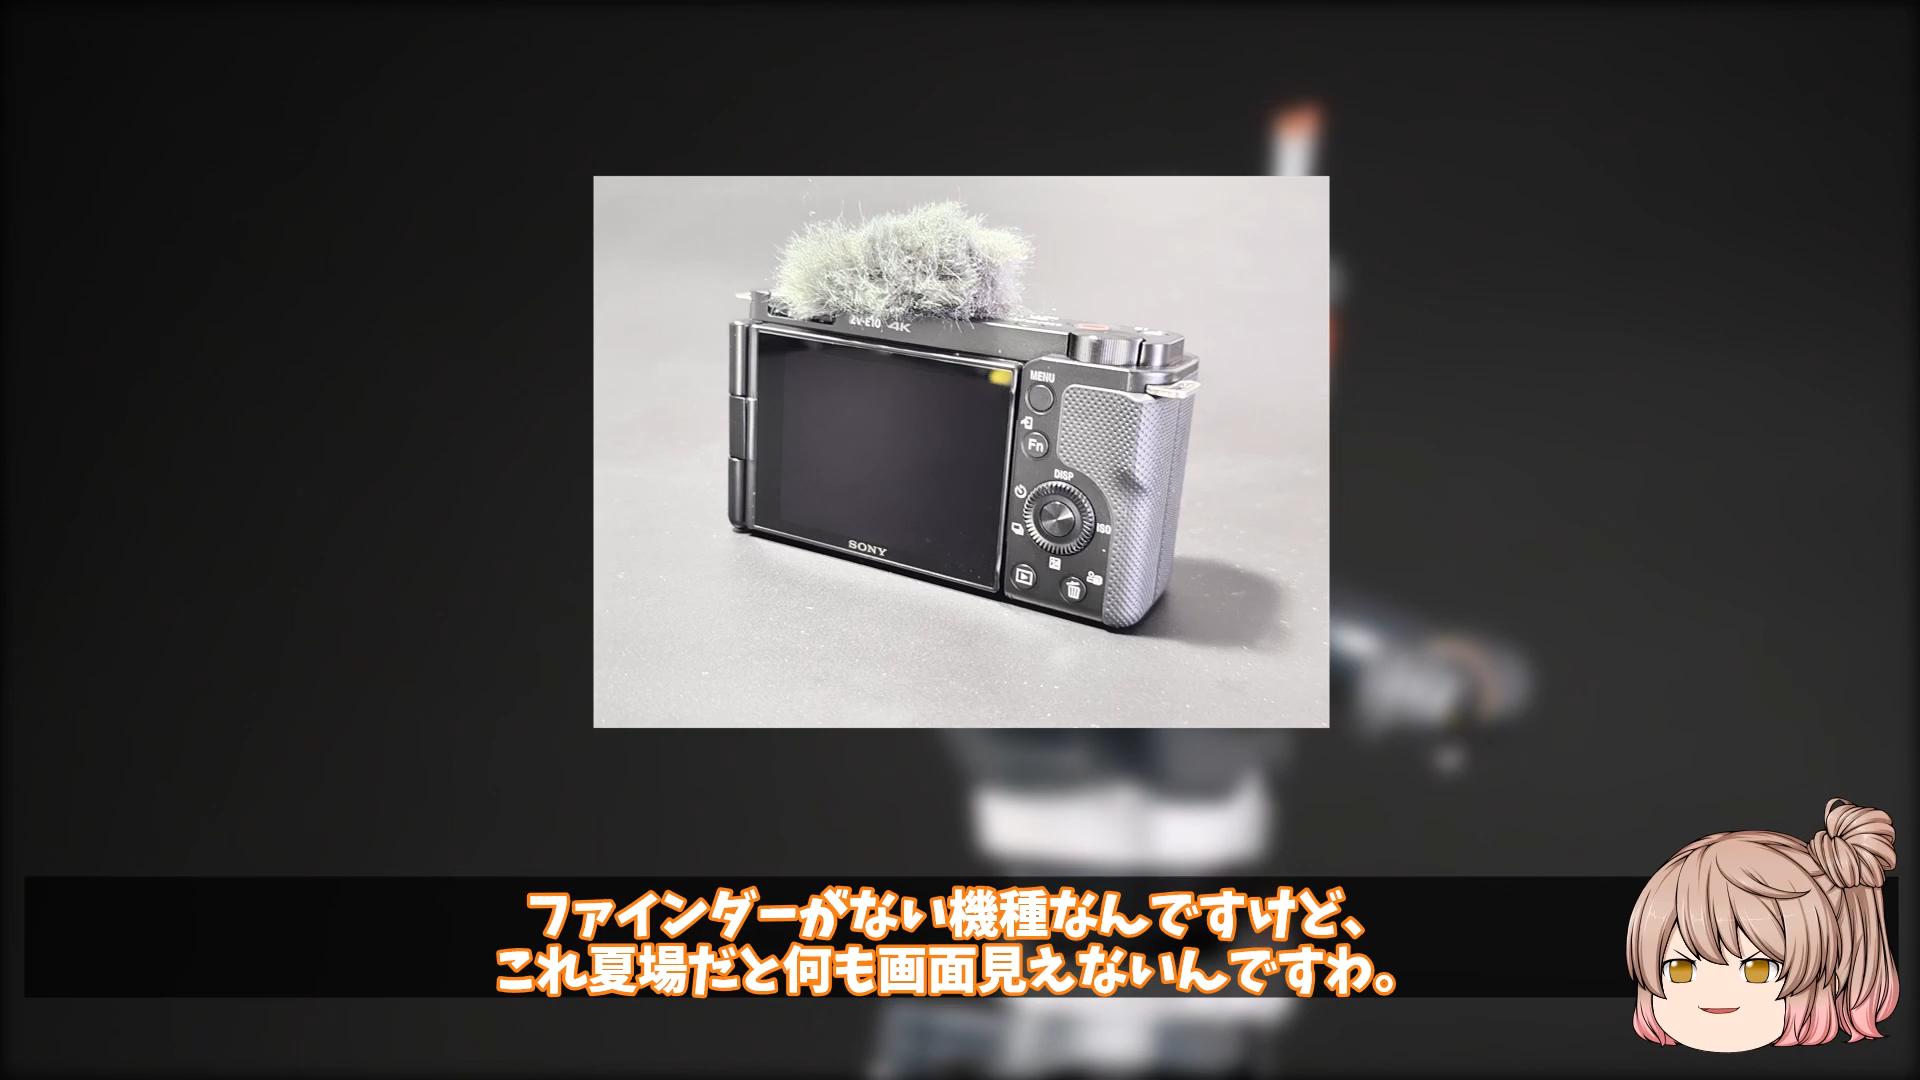 ZV-E10 4K
MENU
Fn
DISP
ISO
SONY
ファインダーがない機種なんですけど、
これ夏場だと何も画面見えないんですわ。